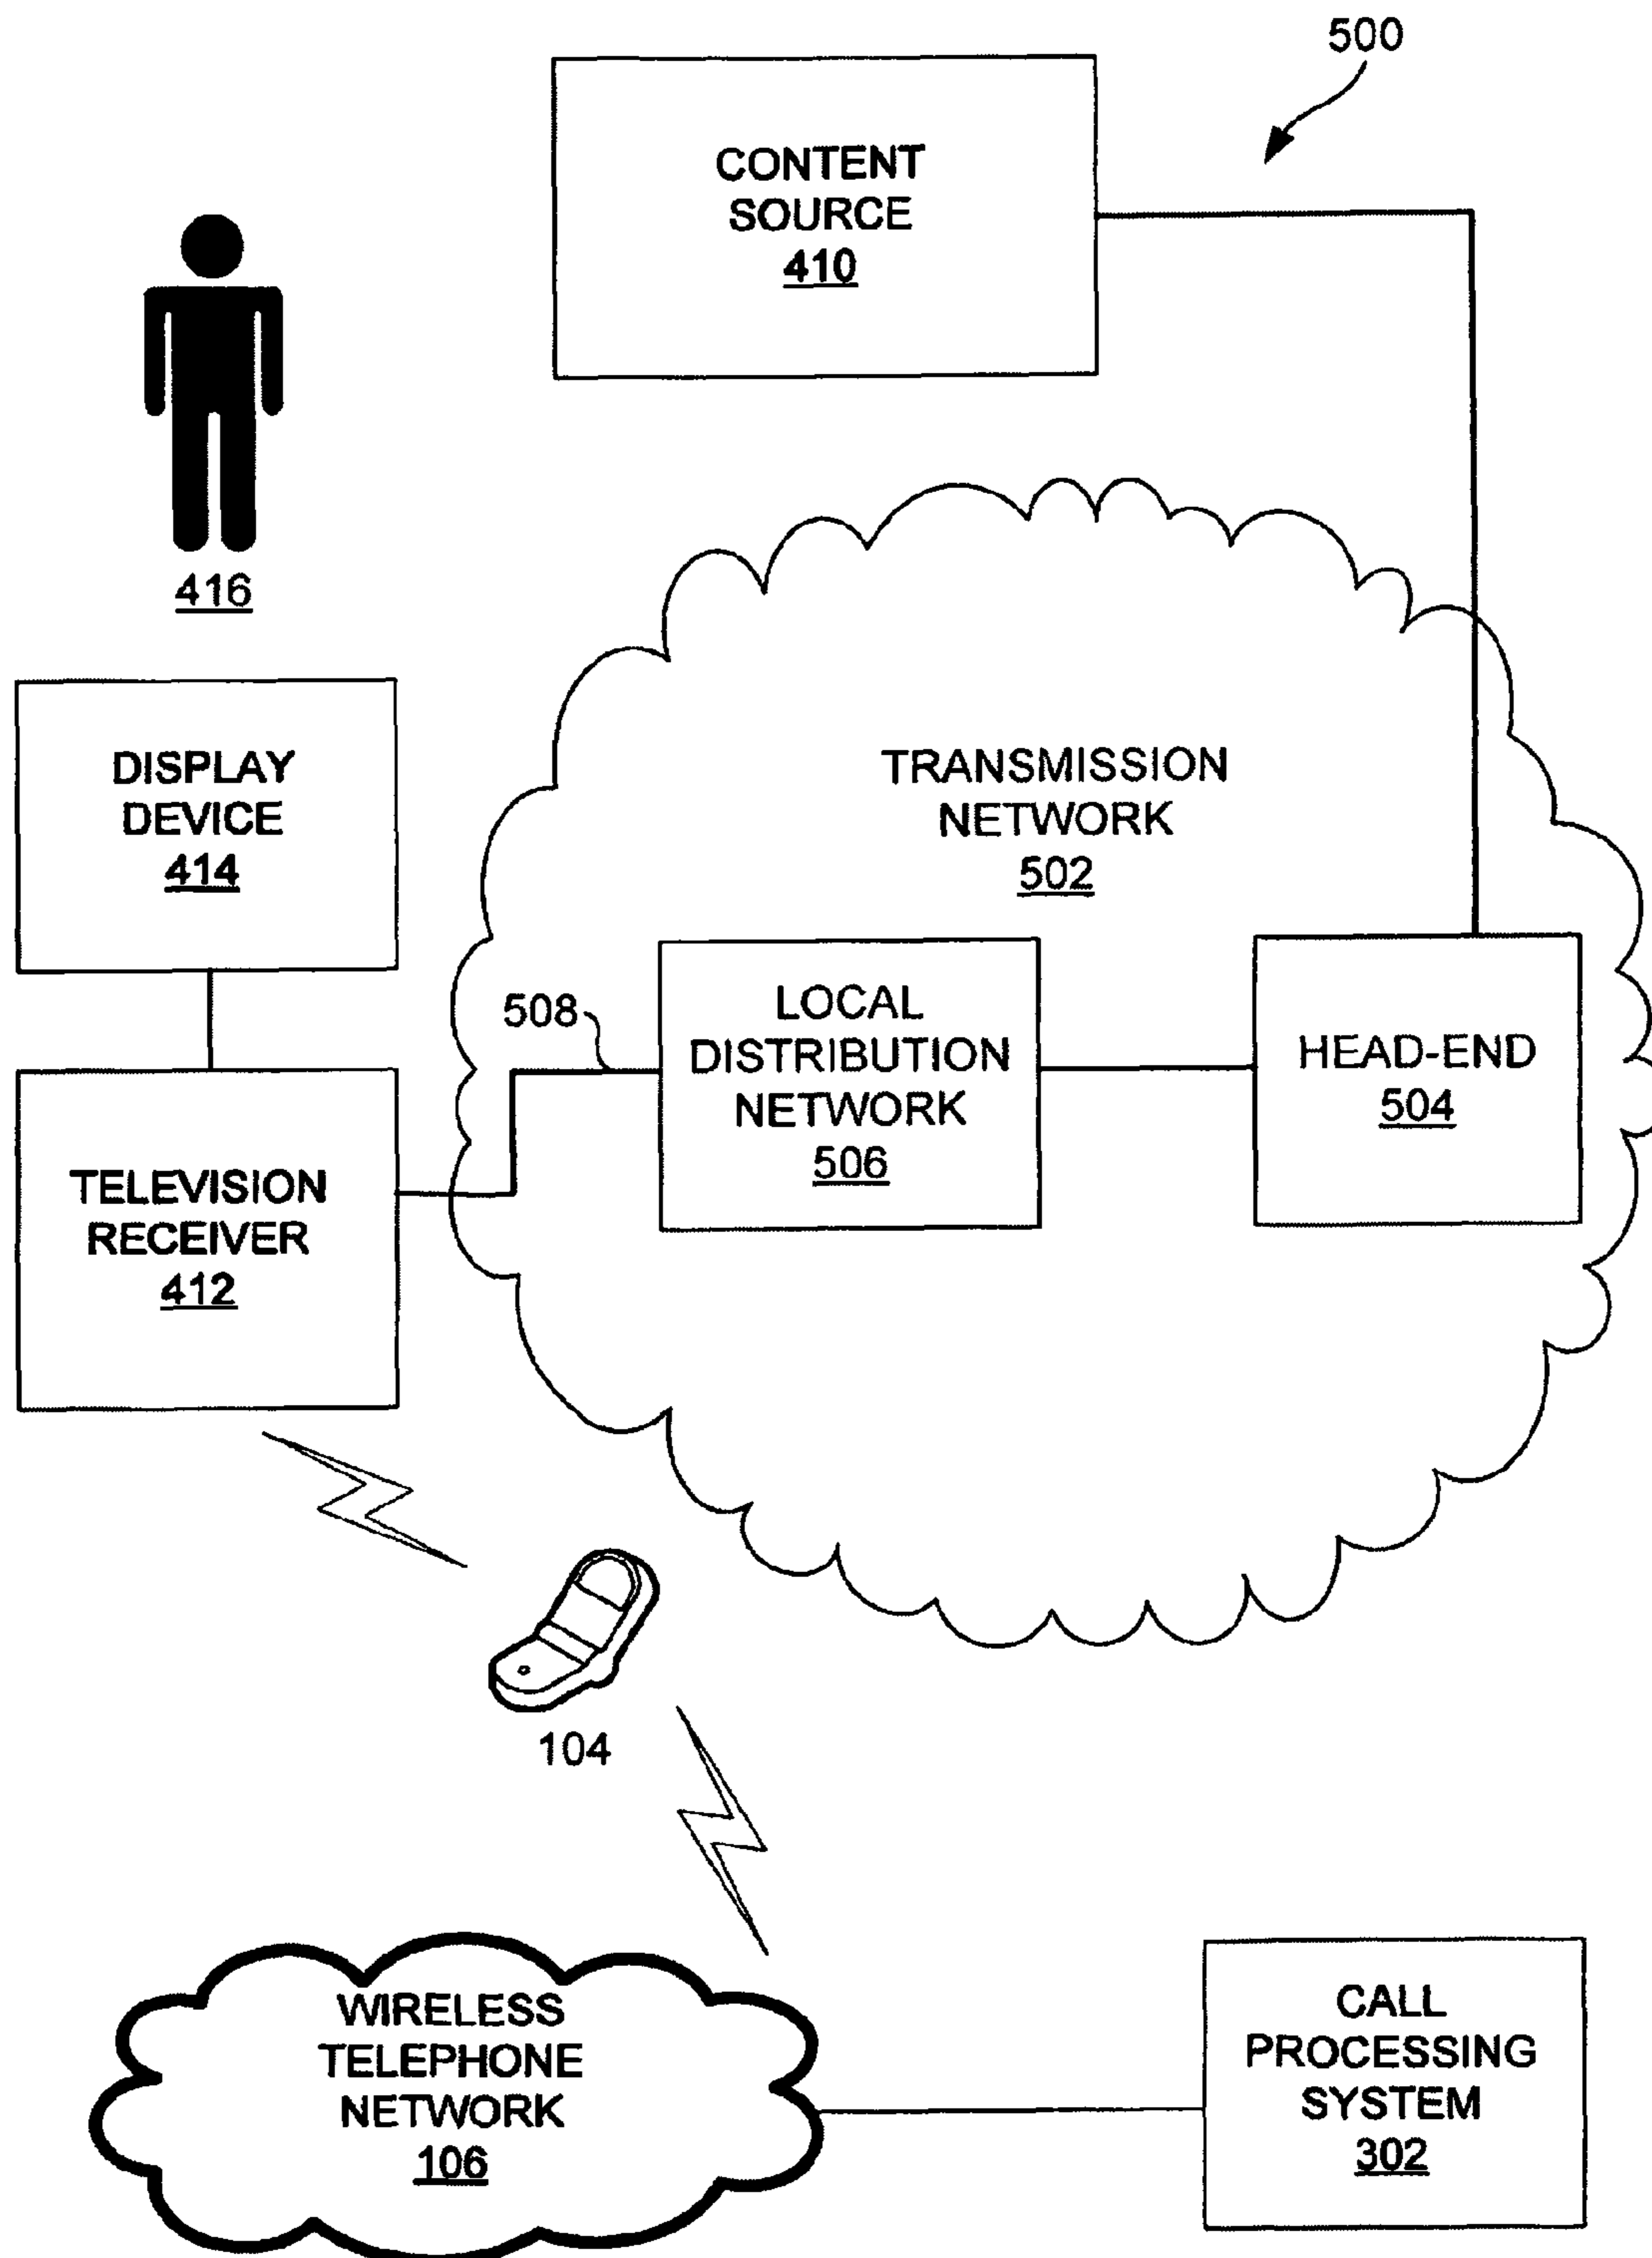 500
CONTENT
SOURCE
410
416
DISPLAY
DEVICE
414
TRANSMISSION
NETWORK
502
508
LOCAL
DISTRIBUTION
NETWORK
506
HEAD-END
504
TELEVISION
RECEIVER
412
104
WIRELESS
TELEPHONE
NETWORK
106
CALL
PROCESSING
SYSTEM
302